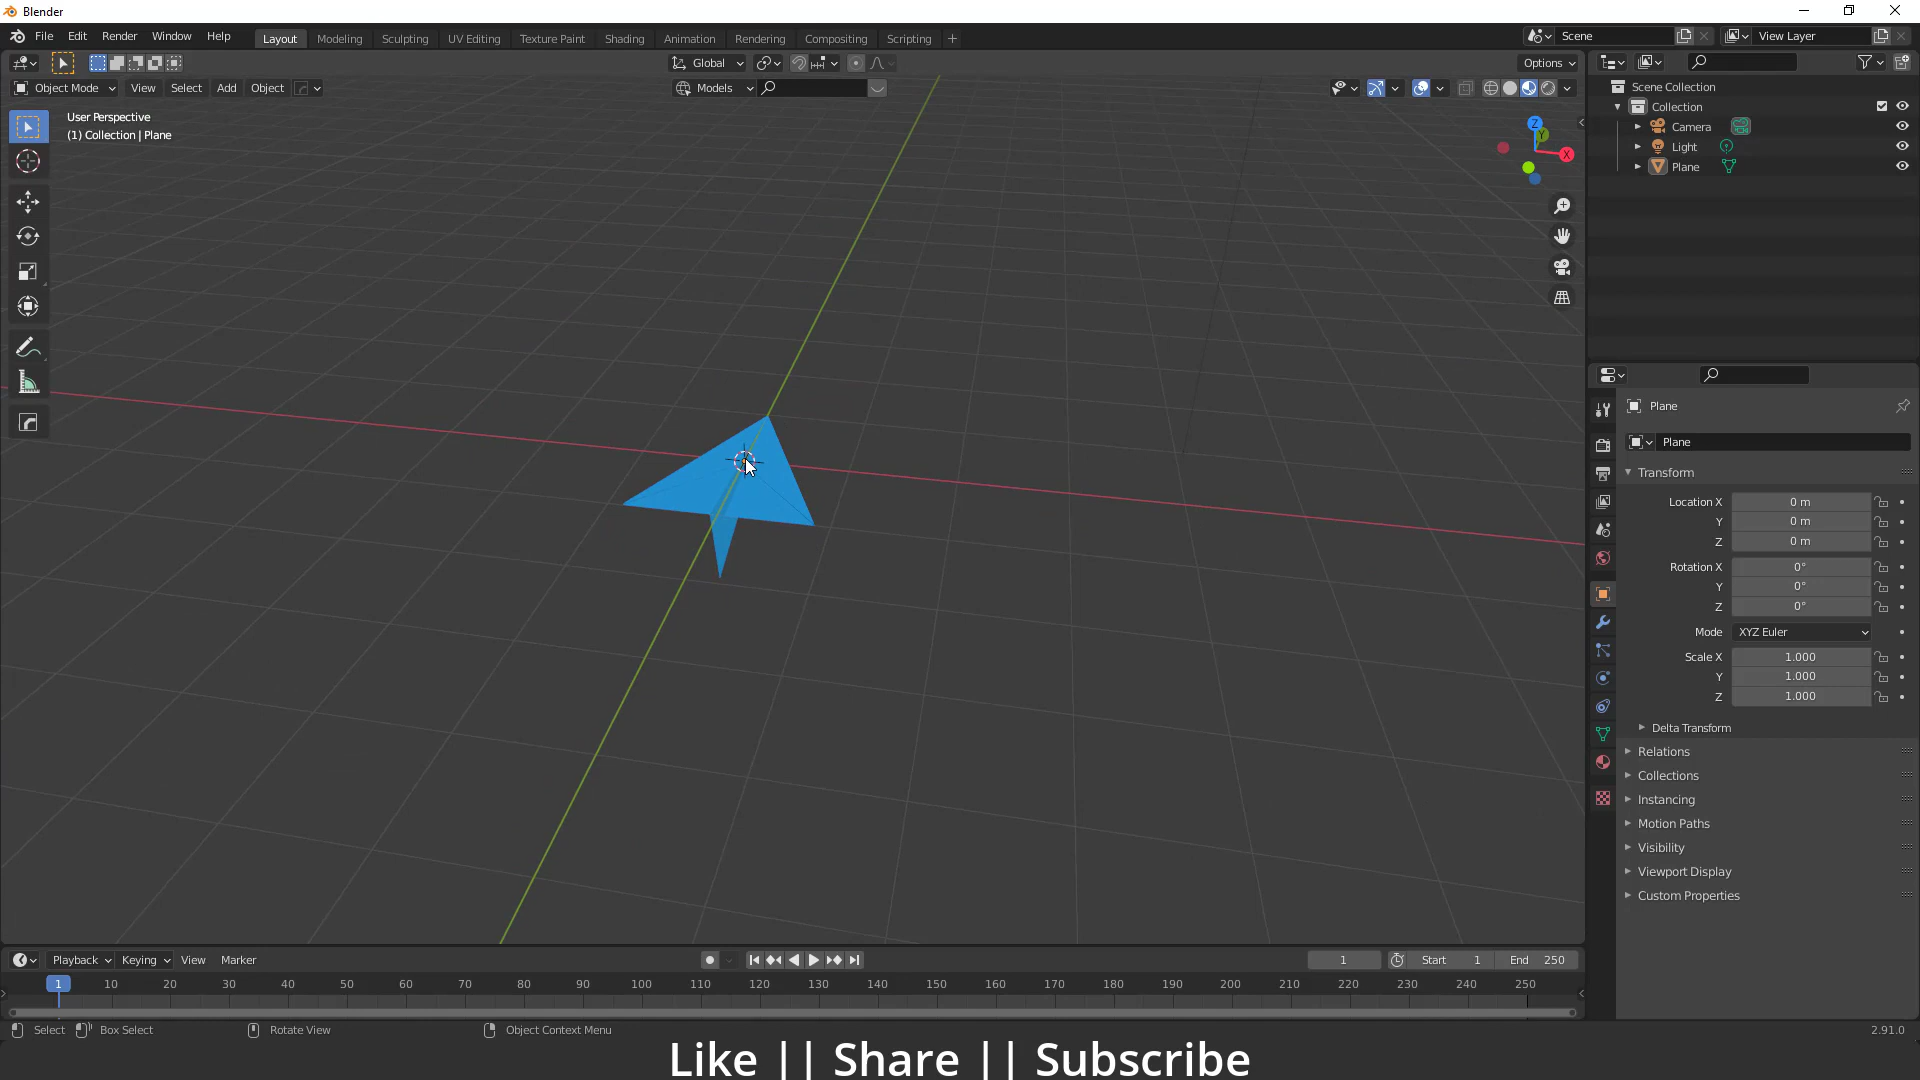 Blender
File Edit Render Window Help
Layout Modeling Sculpting UV Editing Texture Paint Shading Animation Rendering Compositing Scripting +
Scene
View Layer
Global
Options
Object Mode View Select Add Object
Models
User Perspective
(1) Collection | Plane
Z
Y
X
Scene Collection
Collection
Camera
Light
Plane
Plane
Plane
Transform
Location X 0 m
Y 0 m
Z 0 m
Rotation X 0°
Y 0°
Z 0°
Mode XYZ Euler
Scale X 1.000
Y 1.000
Z 1.000
Delta Transform
Relations
Collections
Instancing
Motion Paths
Visibility
Viewport Display
Custom Properties
Playback Keying View Marker
1
Start 1
End 250
1 10 20 30 40 50 60 70 80 90 100 110 120 130 140 150 160 170 180 190 200 210 220 230 240 250
Select Box Select Rotate View Object Context Menu
2.91.0
Like || Share || Subscribe